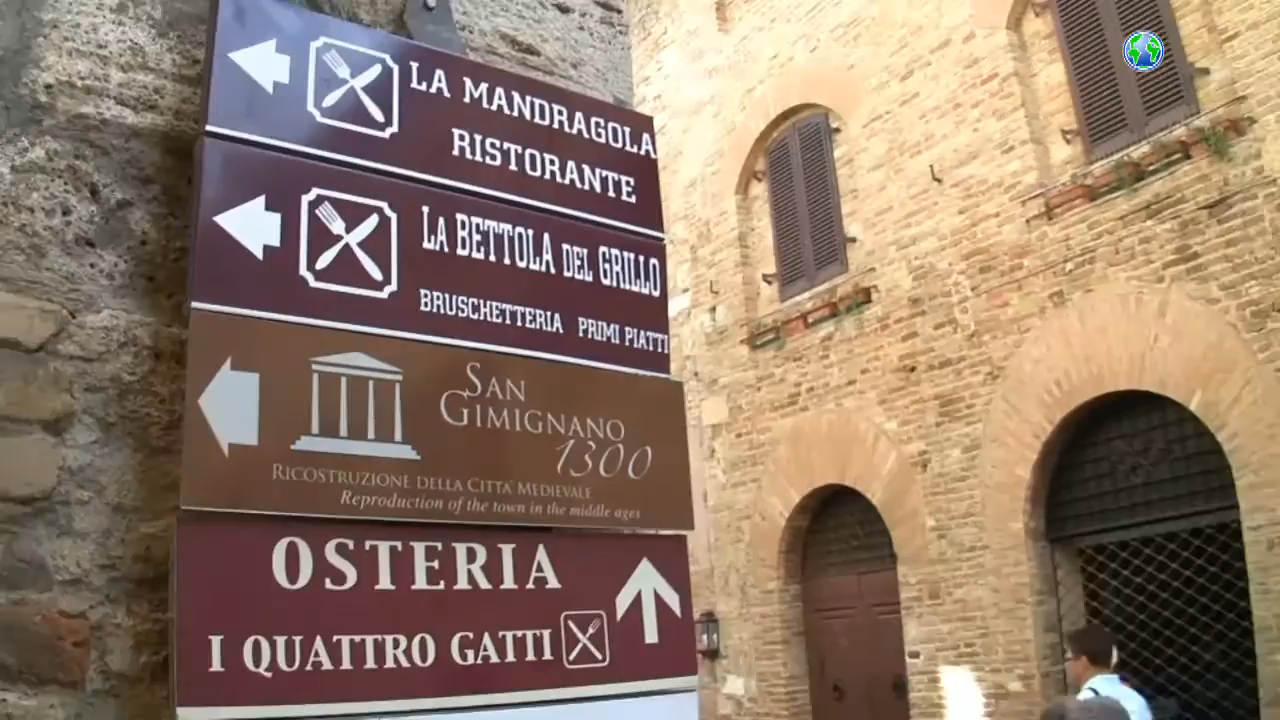 LA MANDRAGOLA
RISTORANTE
LA BETTOLA DEL GRILLO
BRUSCHETTERIA PRIMI PIATTI
SAN
GIMIGNANO
1300
RICOSTRUZIONE DELLA CITTA' MEDIEVALE
Reproduction of the town in the middle ages
OSTERIA
I QUATTRO GATTI